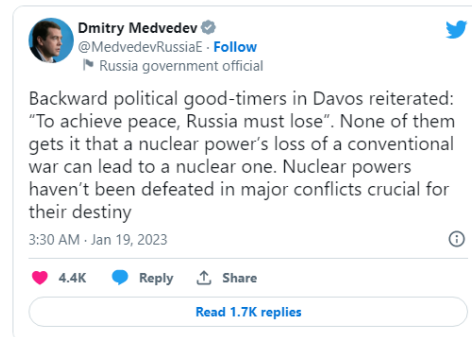 Dmitry Medvedev
@MedvedevRussiaE · Follow
Russia government official
Backward political good-timers in Davos reiterated:
“To achieve peace, Russia must lose”. None of them
gets it that a nuclear power’s loss of a conventional
war can lead to a nuclear one. Nuclear powers
haven’t been defeated in major conflicts crucial for
their destiny
3:30 AM · Jan 19, 2023
4.4K Reply Share
Read 1.7K replies